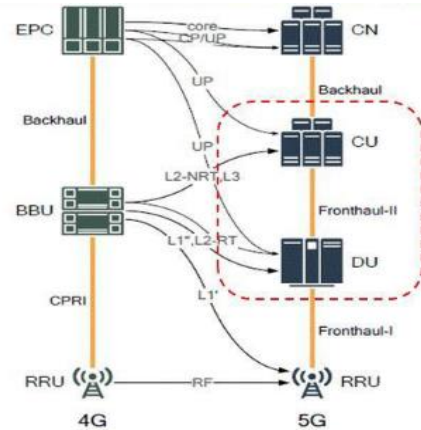 EPC
core
CP/UP
CN
Backhaul
UP
Backhaul
CU
UP
L2-NRT,L3
BBU
Fronthaul-II
L1'',L2-RT
DU
CPRI
L1'
Fronthaul-I
RRU
RF
RRU
4G
5G